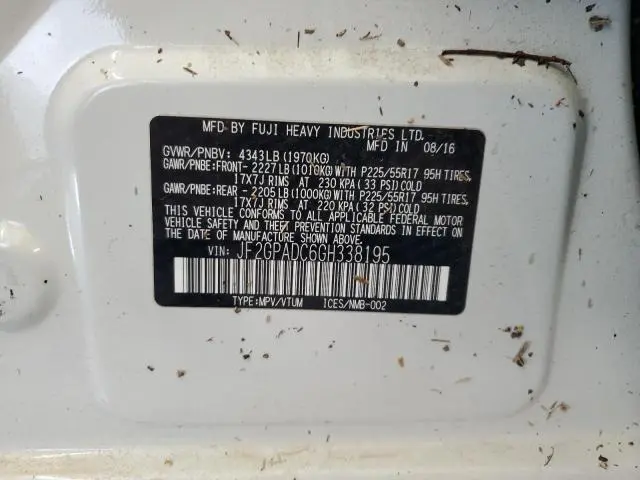 MFD BY FUJI HEAVY INDUSTRIES LTD.
MFD IN 08/16
GVWR/PNBV: 4343LB (1970KG)
GAWR/PNBE:FRONT- 2227LB (1010KG) WITH P225/55R17 95H TIRES,
17X7J RIMS AT 230 KPA (33 PSI) COLD
GAWR/PNBE:REAR - 2205LB (1000KG) WITH P225/55R17 95H TIRES,
17X7J RIMS AT 220 KPA (32 PSI) COLD
THIS VEHICLE CONFORMS TO ALL APPLICABLE FEDERAL MOTOR
VEHICLE SAFETY AND THEFT PREVENTION STANDARDS
IN EFFECT ON THE DATE OF MANUFACTURE SHOWN ABOVE.
VIN: JF2GPADC6GH338195
TYPE:MPV/VTUM ICES/NMB-002